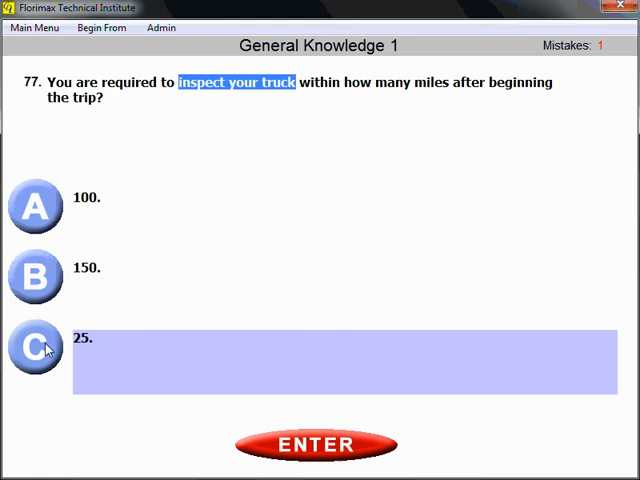 Florimax Technical Institute
Main Menu Begin From Admin
General Knowledge 1 Mistakes: 1
77. You are required to inspect your truck within how many miles after beginning
the trip?
A 100.
B 150.
C 25.
ENTER